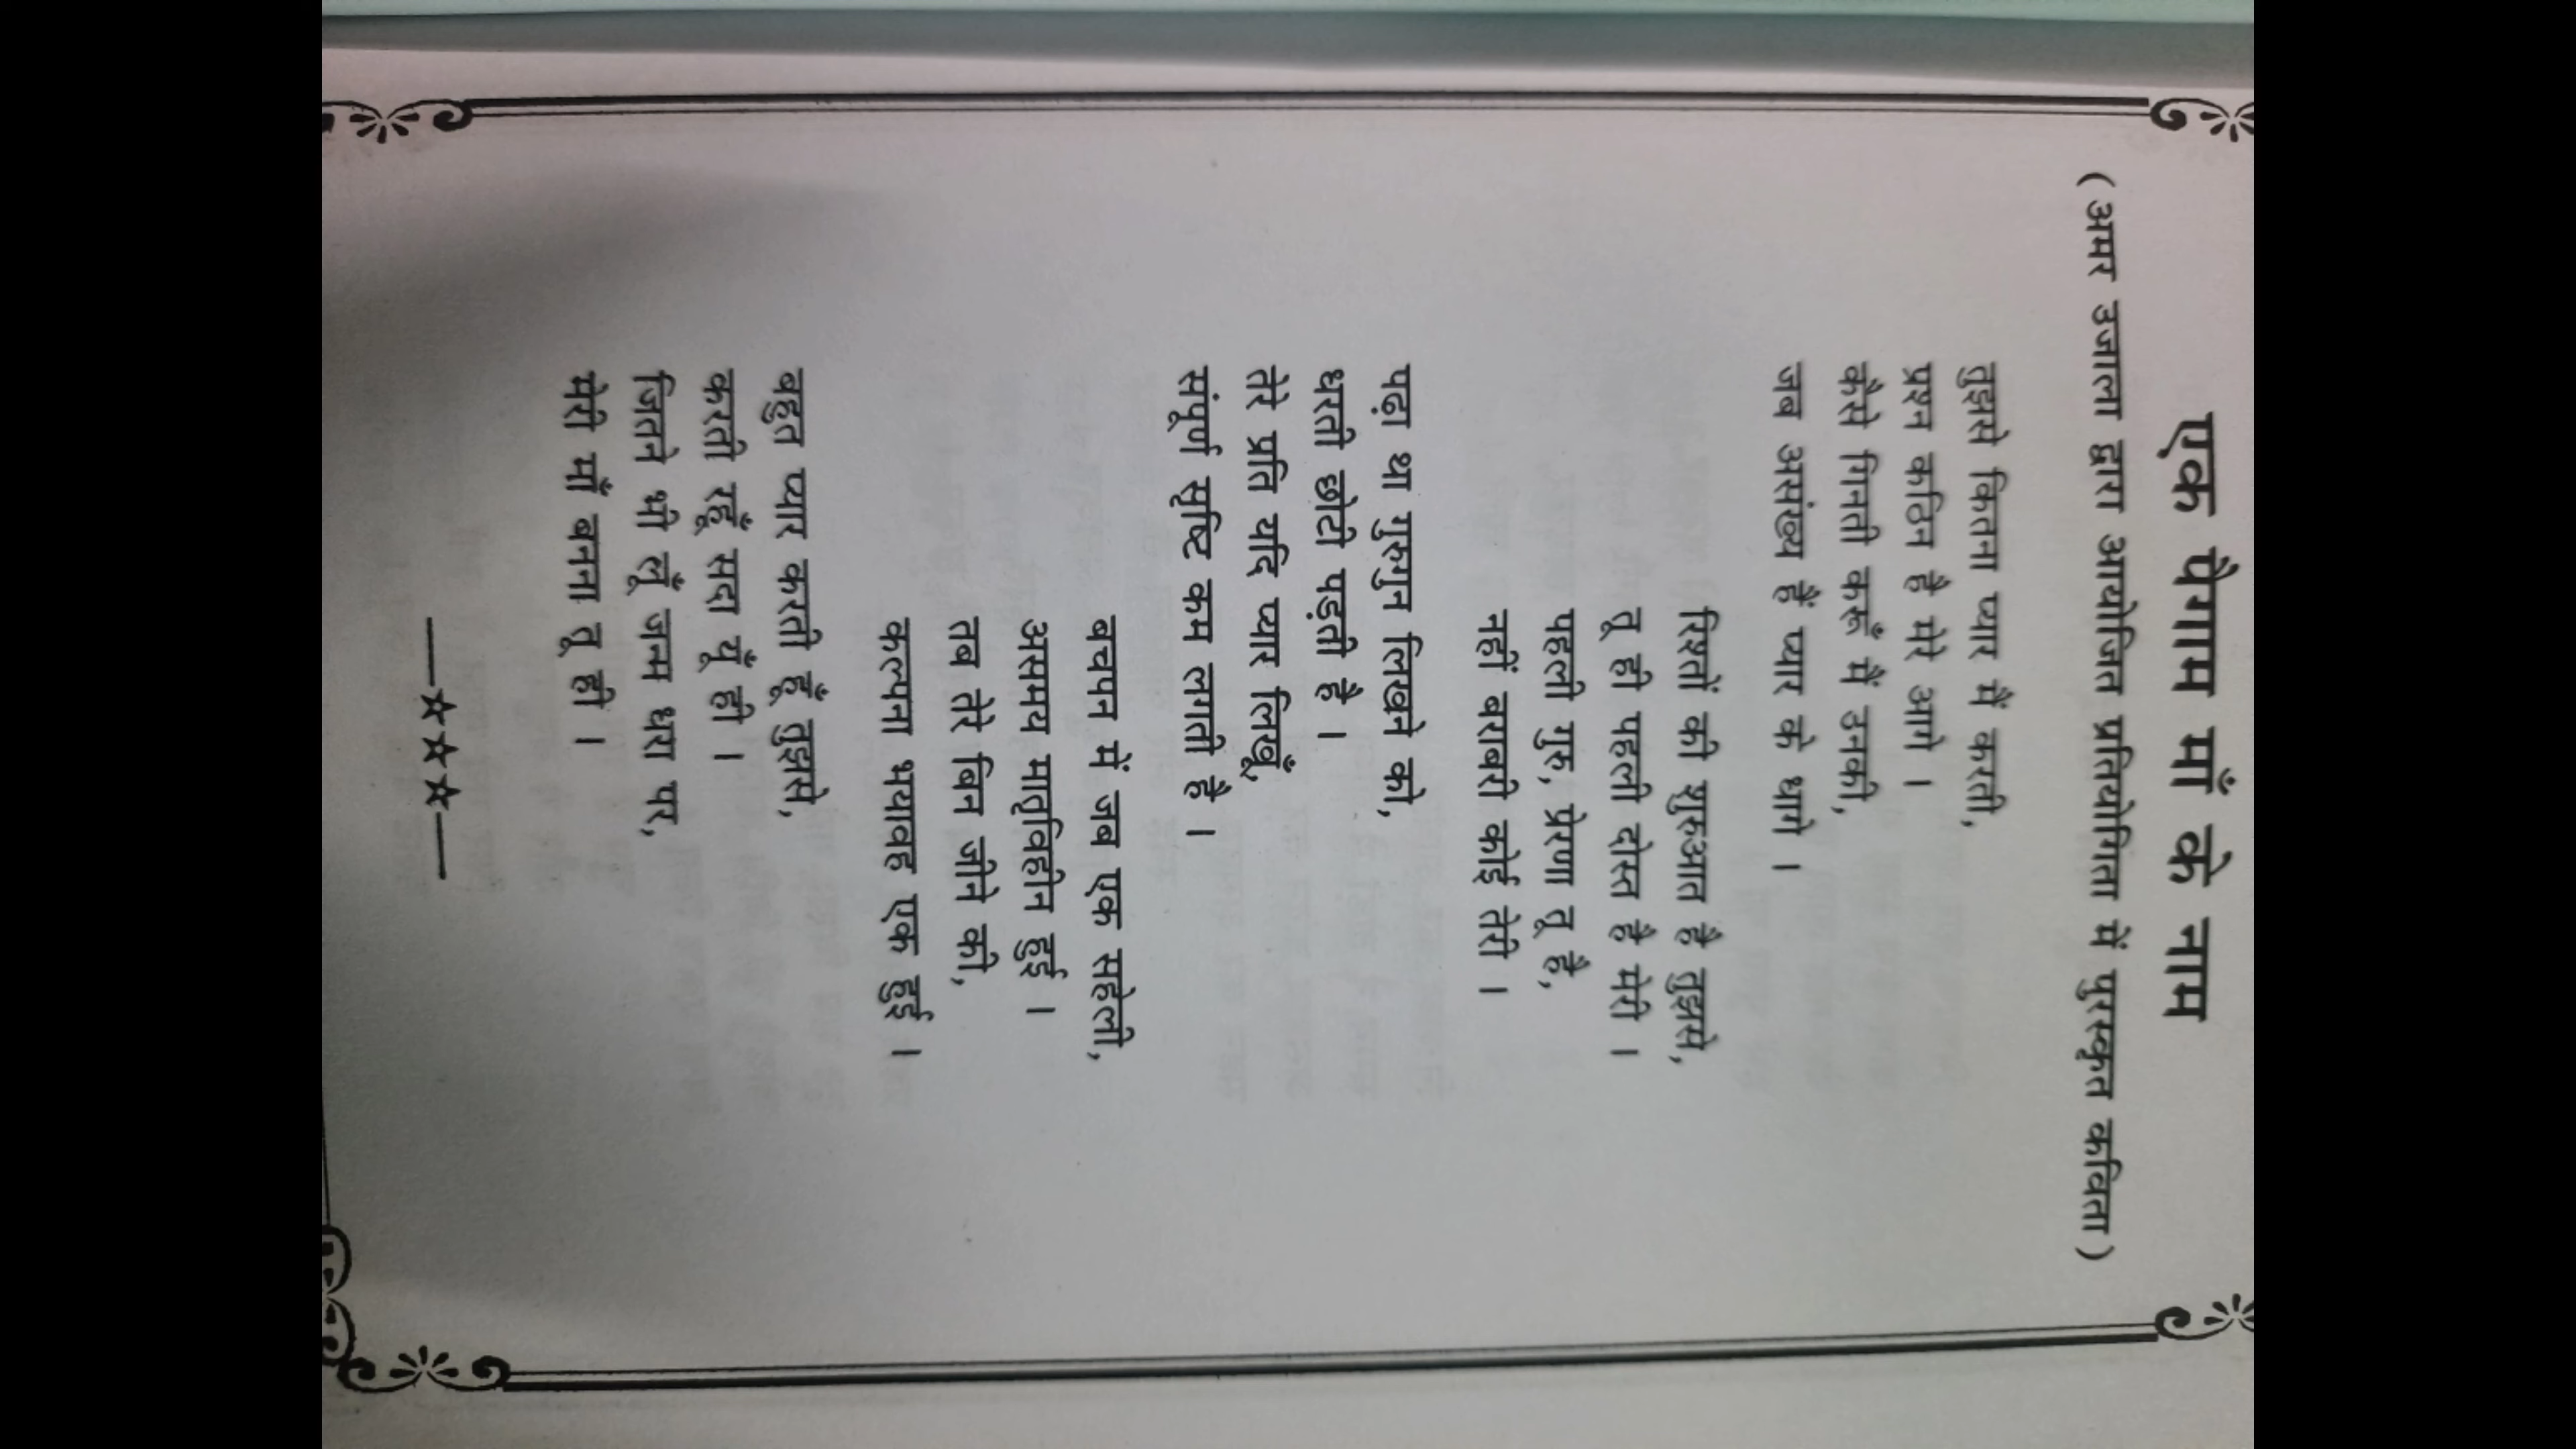 एक पैगाम माँ के नाम
( अमर उजाला द्वारा आयोजित प्रतियोगिता में पुरस्कृत कविता )
तुझसे कितना प्यार मैं करती,
प्रश्न कठिन है मेरे आगे ।
कैसे गिनती करूँ मैं उनकी,
जब असंख्य हैं प्यार के धागे ।
रिश्तों की शुरुआत है तुझसे,
तू ही पहली दोस्त है मेरी ।
पहली गुरु, प्रेरणा तू है,
नहीं बराबरी कोई तेरी ।
पढ़ा था गुरुगुन लिखने को,
धरती छोटी पड़ती है ।
तेरे प्रति यदि प्यार लिखूँ,
संपूर्ण सृष्टि कम लगती है ।
बचपन में जब एक सहेली,
असमय मातृविहीन हुई ।
तब तेरे बिन जीने की,
कल्पना भयावह एक हुई ।
बहुत प्यार करती हूँ तुझसे,
करती रहूँ सदा यूँ ही ।
जितने भी लूँ जन्म धरा पर,
मेरी माँ बनना तू ही ।
—☆☆☆—